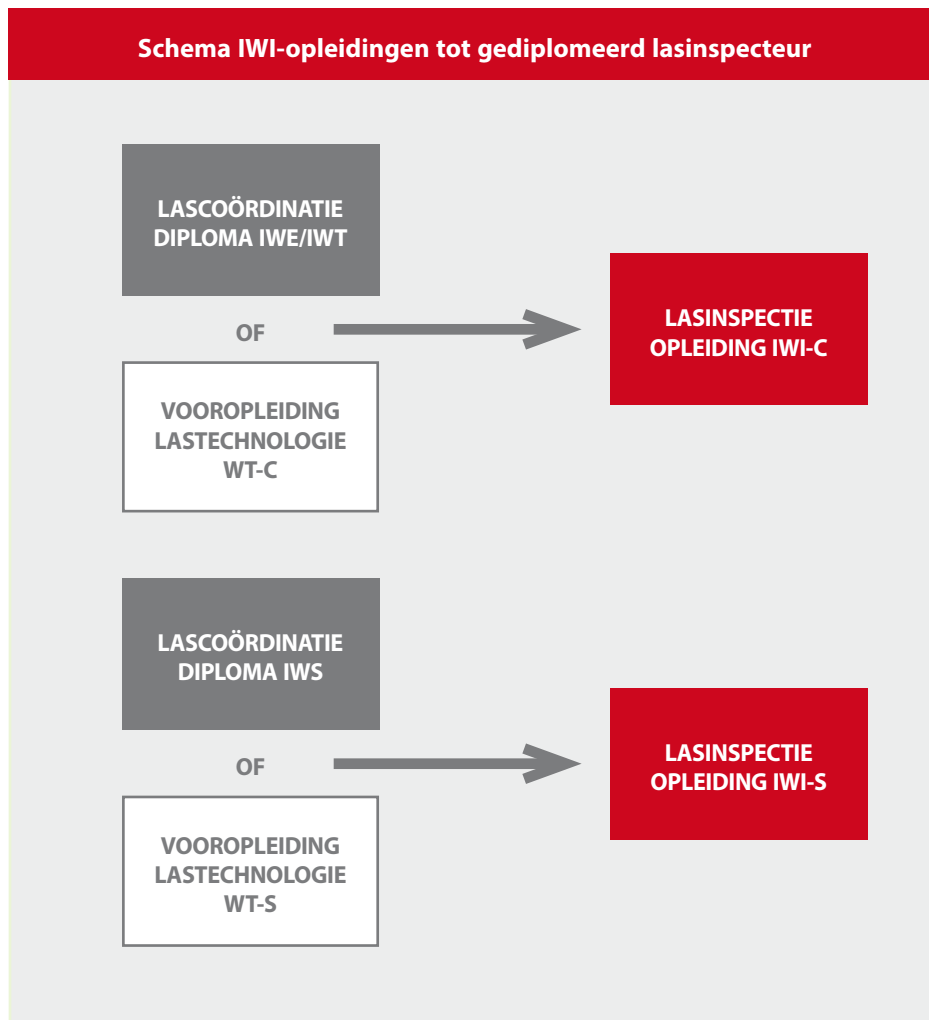 Schema IWI-opleidingen tot gediplomeerd lasinspecteur
LASCOÖRDINATIE
DIPLOMA IWE/IWT
OF
VOOROPLEIDING
LASTECHNOLOGIE
WT-C
LASINSPECTIE
OPLEIDING IWI-C
LASCOÖRDINATIE
DIPLOMA IWS
OF
VOOROPLEIDING
LASTECHNOLOGIE
WT-S
LASINSPECTIE
OPLEIDING IWI-S